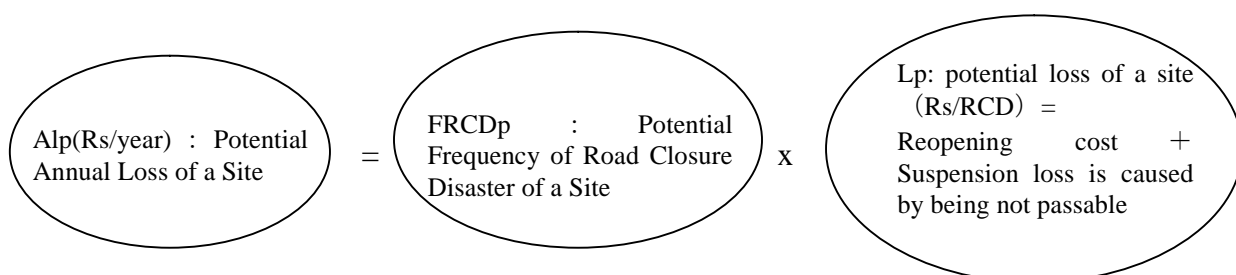 Alp(Rs/year) : Potential
Annual Loss of a Site
=
FRCDp : Potential
Frequency of Road Closure
Disaster of a Site
x
Lp: potential loss of a site
（Rs/RCD）=
Reopening cost ＋
Suspension loss is caused
by being not passable